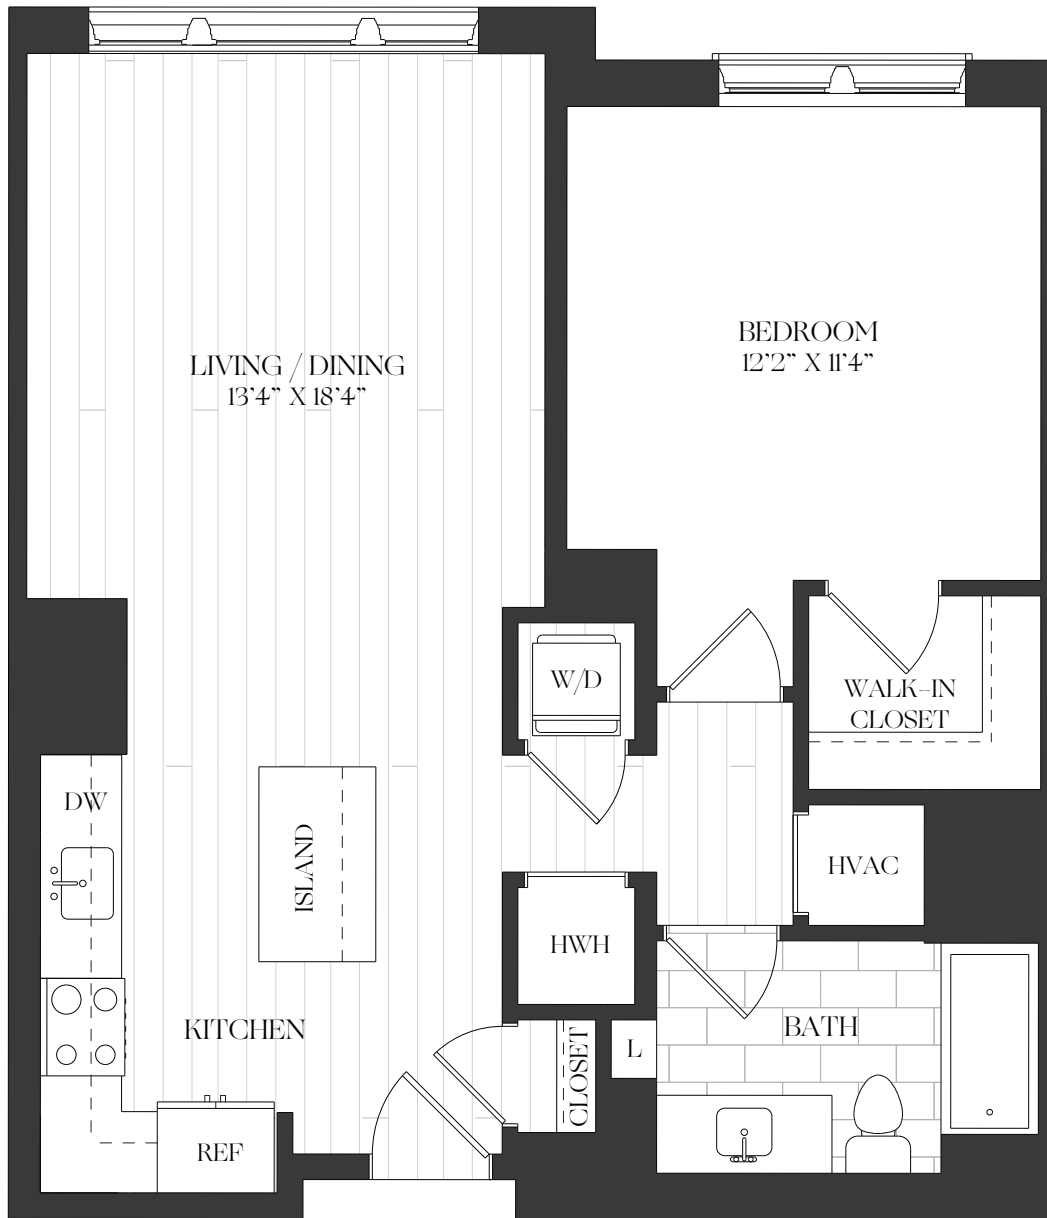 LIVING / DINING
13'4" X 18'4"
BEDROOM
12'2" X 11'4"
W/D
WALK-IN
CLOSET
DW
ISLAND
HVAC
HWH
KITCHEN
CLOSET
L
BATH
REF